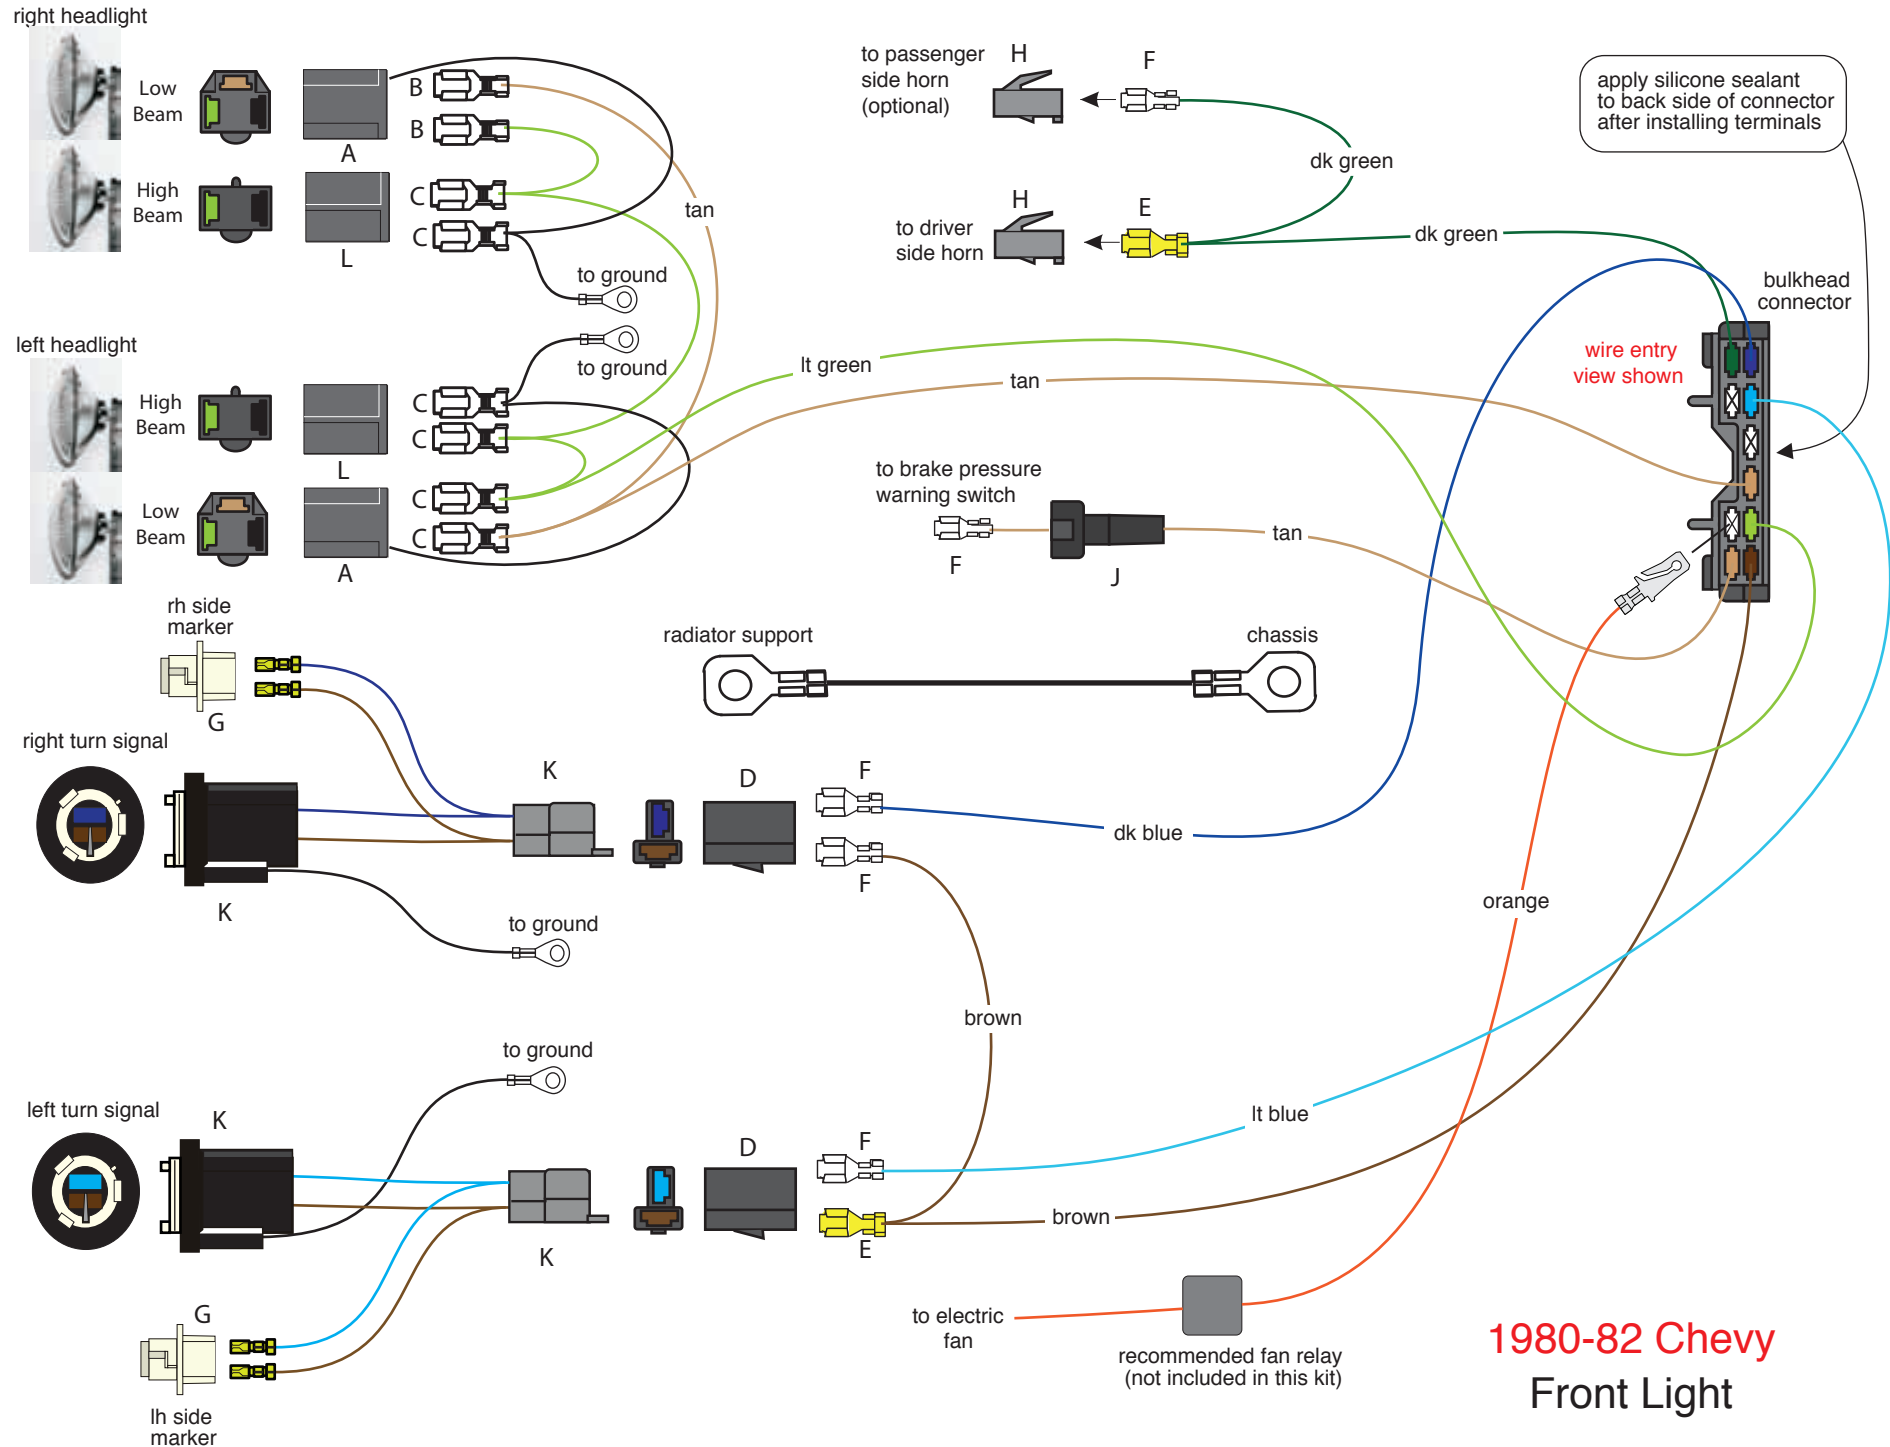 right headlight
Low
Beam
A
B
B
High
Beam
L
C
C
tan
to ground
to passenger
side horn
(optional)
H
F
dk green
to driver
side horn
H
E
dk green
apply silicone sealant
to back side of connector
after installing terminals
bulkhead
connector
wire entry
view shown
left headlight
to ground
High
Beam
L
C
C
lt green
tan
Low
Beam
A
C
C
to brake pressure
warning switch
F
J
tan
rh side
marker
G
radiator support
chassis
right turn signal
K
K
D
F
F
dk blue
to ground
orange
brown
to ground
left turn signal
K
K
D
F
E
lt blue
brown
G
lh side
marker
to electric
fan
recommended fan relay
(not included in this kit)
1980-82 Chevy
Front Light